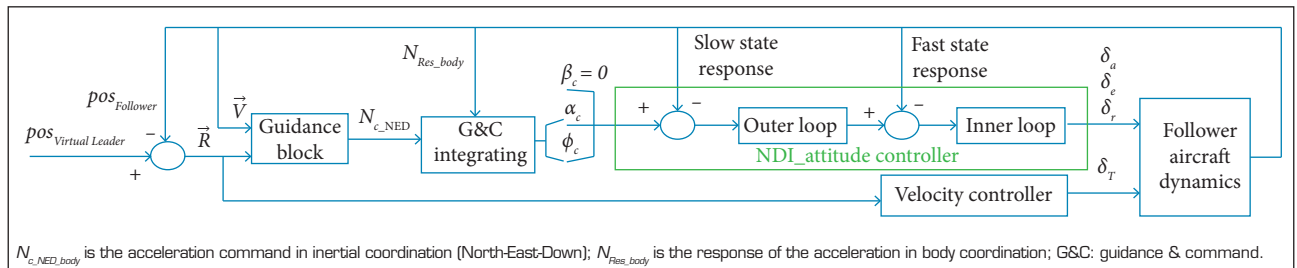 pos_Virtual Leader
pos_Follower
+
−
V⃗
R⃗
Guidance
block
N_c_NED
N_Res_body
G&C
integrating
β_c = 0
α_c
ϕ_c
Slow state
response
+
−
Outer loop
Fast state
response
+
−
Inner loop
NDI_attitude controller
Velocity controller
δ_a
δ_e
δ_r
δ_T
Follower
aircraft
dynamics
N_c_NED_body is the acceleration command in inertial coordination (North-East-Down); N_Res_body is the response of the acceleration in body coordination; G&C: guidance & command.